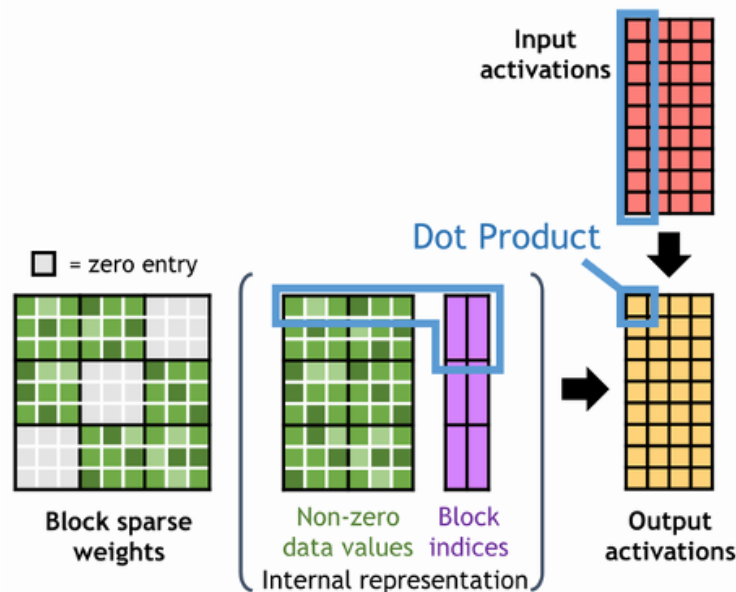 Input
activations
Dot Product
= zero entry
Block sparse
weights
Non-zero
data values
Block
indices
Internal representation
Output
activations